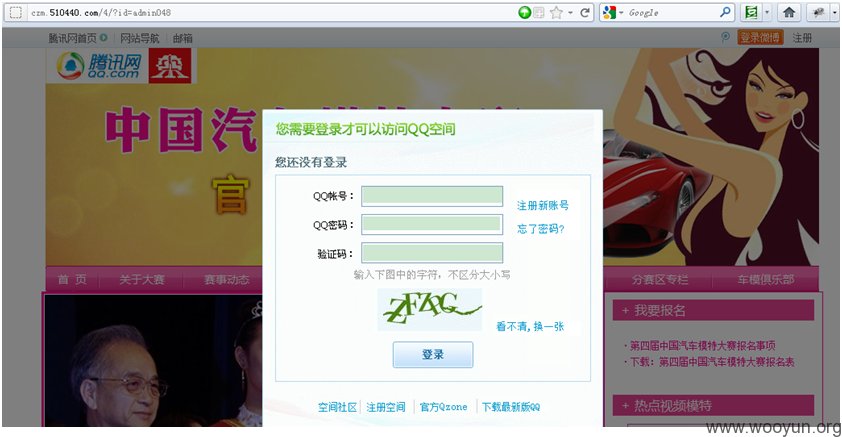 czm.510440.com/4/?id=admin048
Google
腾讯网首页 网站导航 邮箱 登录微博 注册
腾讯网
QQ.com
中国汽
官
您需要登录才可以访问QQ空间
您还没有登录
QQ帐号：
注册新账号
QQ密码：
忘了密码?
验证码：
输入下图中的字符，不区分大小写
看不清,换一张
登录
空间社区 注册空间 官方Qzone 下载最新版QQ
首 页 关于大赛 赛事动态 分赛区专栏 车模俱乐部
+ 我要报名
· 第四届中国汽车模特大赛报名事项
· 下载：第四届中国汽车模特大赛报名表
+ 热点视频模特
www.wooyun.org